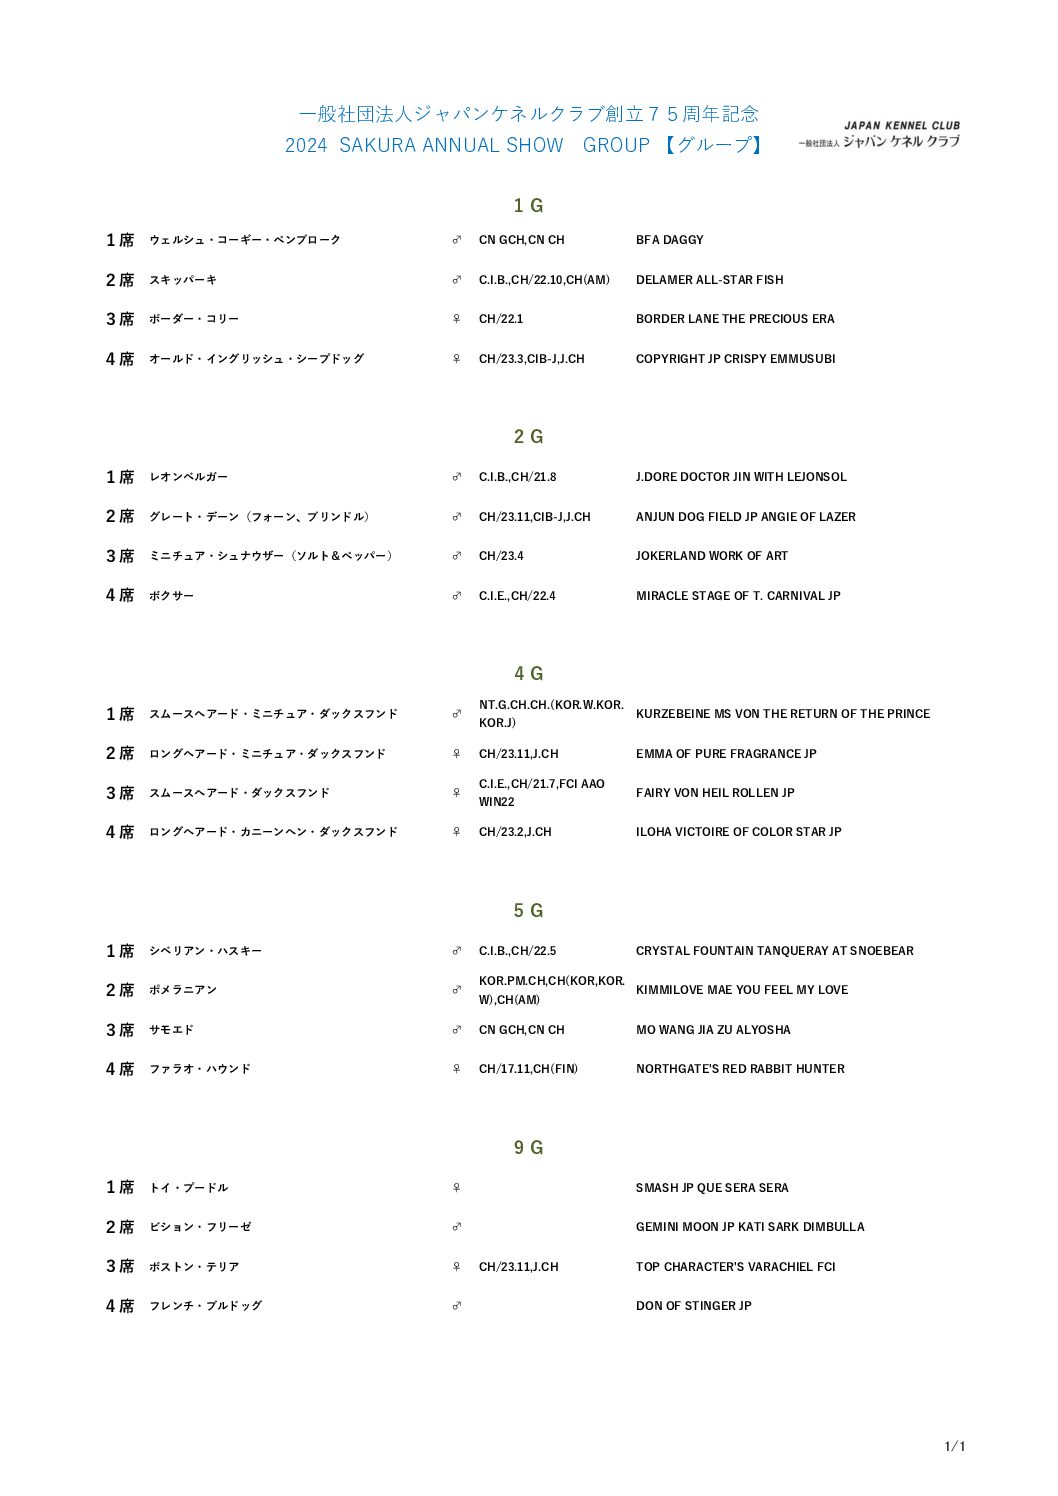 一般社団法人ジャパンケネルクラブ創立７５周年記念
2024 SAKURA ANNUAL SHOW　GROUP 【グループ】
JAPAN KENNEL CLUB
一般社団法人 ジャパン ケネル クラブ
1 G
1席 ウェルシュ・コーギー・ペンブローク ♂ CN GCH,CN CH BFA DAGGY
2席 スキッパーキ ♂ C.I.B.,CH/22.10,CH(AM) DELAMER ALL-STAR FISH
3席 ボーダー・コリー ♀ CH/22.1 BORDER LANE THE PRECIOUS ERA
4席 オールド・イングリッシュ・シープドッグ ♀ CH/23.3,CIB-J,J.CH COPYRIGHT JP CRISPY EMMUSUBI
2 G
1席 レオンベルガー ♂ C.I.B.,CH/21.8 J.DORE DOCTOR JIN WITH LEJONSOL
2席 グレート・デーン（フォーン、ブリンドル） ♂ CH/23.11,CIB-J,J.CH ANJUN DOG FIELD JP ANGIE OF LAZER
3席 ミニチュア・シュナウザー（ソルト＆ペッパー） ♂ CH/23.4 JOKERLAND WORK OF ART
4席 ボクサー ♂ C.I.E.,CH/22.4 MIRACLE STAGE OF T. CARNIVAL JP
4 G
1席 スムースヘアード・ミニチュア・ダックスフンド ♂ NT.G.CH.CH.(KOR.W.KOR.
KOR.J) KURZEBEINE MS VON THE RETURN OF THE PRINCE
2席 ロングヘアード・ミニチュア・ダックスフンド ♀ CH/23.11,J.CH EMMA OF PURE FRAGRANCE JP
3席 スムースヘアード・ダックスフンド ♀ C.I.E.,CH/21.7,FCI AAO
WIN22 FAIRY VON HEIL ROLLEN JP
4席 ロングヘアード・カニーンヘン・ダックスフンド ♀ CH/23.2,J.CH ILOHA VICTOIRE OF COLOR STAR JP
5 G
1席 シベリアン・ハスキー ♂ C.I.B.,CH/22.5 CRYSTAL FOUNTAIN TANQUERAY AT SNOEBEAR
2席 ポメラニアン ♂ KOR.PM.CH,CH(KOR,KOR.
W),CH(AM) KIMMILOVE MAE YOU FEEL MY LOVE
3席 サモエド ♂ CN GCH,CN CH MO WANG JIA ZU ALYOSHA
4席 ファラオ・ハウンド ♀ CH/17.11,CH(FIN) NORTHGATE'S RED RABBIT HUNTER
9 G
1席 トイ・プードル ♀ SMASH JP QUE SERA SERA
2席 ビション・フリーゼ ♂ GEMINI MOON JP KATI SARK DIMBULLA
3席 ボストン・テリア ♀ CH/23.11,J.CH TOP CHARACTER'S VARACHIEL FCI
4席 フレンチ・ブルドッグ ♂ DON OF STINGER JP
1/1